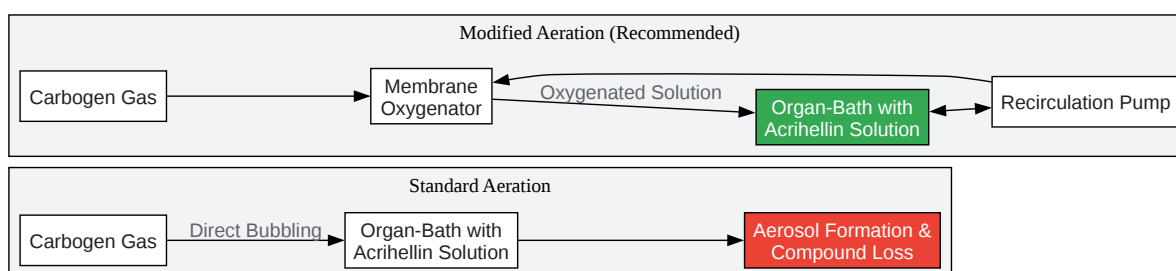 Modified Aeration (Recommended)
Carbogen Gas
Membrane
Oxygenator
Oxygenated Solution
Organ-Bath with
Acrihellin Solution
Recirculation Pump
Standard Aeration
Carbogen Gas
Direct Bubbling
Organ-Bath with
Acrihellin Solution
Aerosol Formation &
Compound Loss